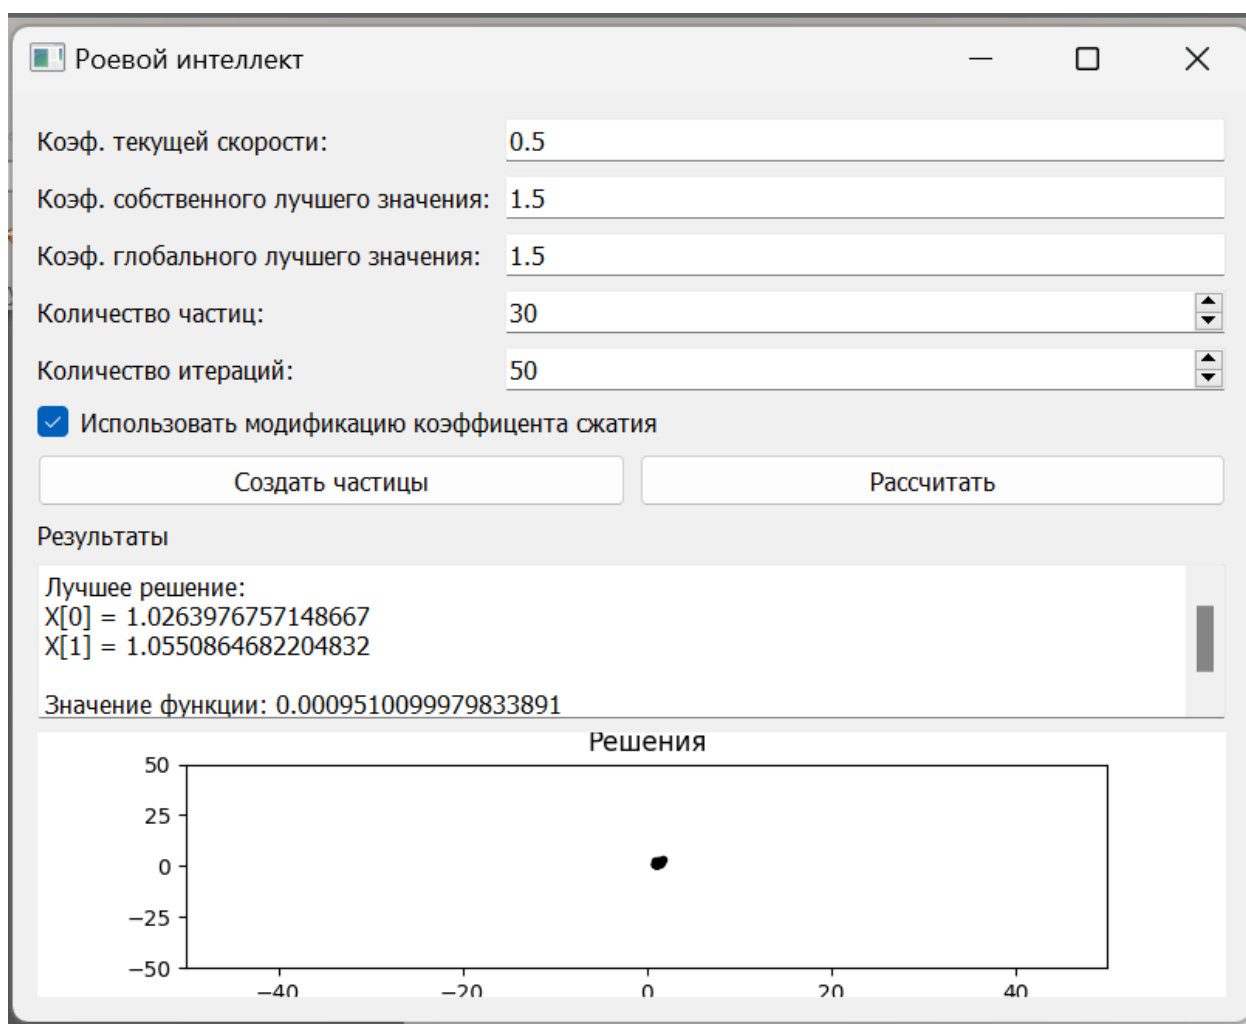 Роевой интеллект
Коэф. текущей скорости: 0.5
Коэф. собственного лучшего значения: 1.5
Коэф. глобального лучшего значения: 1.5
Количество частиц: 30
Количество итераций: 50
Использовать модификацию коэффицента сжатия
Создать частицы Рассчитать
Результаты
Лучшее решение:
X[0] = 1.0263976757148667
X[1] = 1.0550864682204832
Значение функции: 0.0009510099979833891
Решения
50
25
0
−25
−50
−40 −20 0 20 40